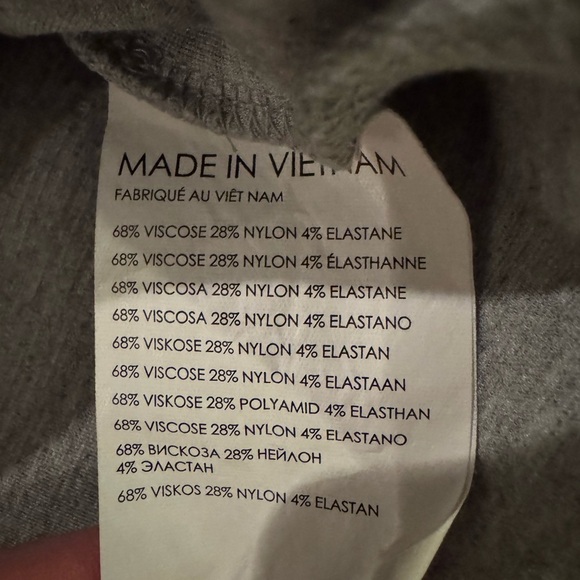 MADE IN VIETNAM
FABRIQUÉ AU VIÊT NAM
68% VISCOSE 28% NYLON 4% ELASTANE
68% VISCOSE 28% NYLON 4% ÉLASTHANNE
68% VISCOSA 28% NYLON 4% ELASTANE
68% VISCOSA 28% NYLON 4% ELASTANO
68% VISKOSE 28% NYLON 4% ELASTAN
68% VISCOSE 28% NYLON 4% ELASTAAN
68% VISKOSE 28% POLYAMID 4% ELASTHAN
68% VISCOSE 28% NYLON 4% ELASTANO
68% ВИСКОЗА 28% НЕЙЛОН
4% ЭЛАСТАН
68% VISKOS 28% NYLON 4% ELASTAN